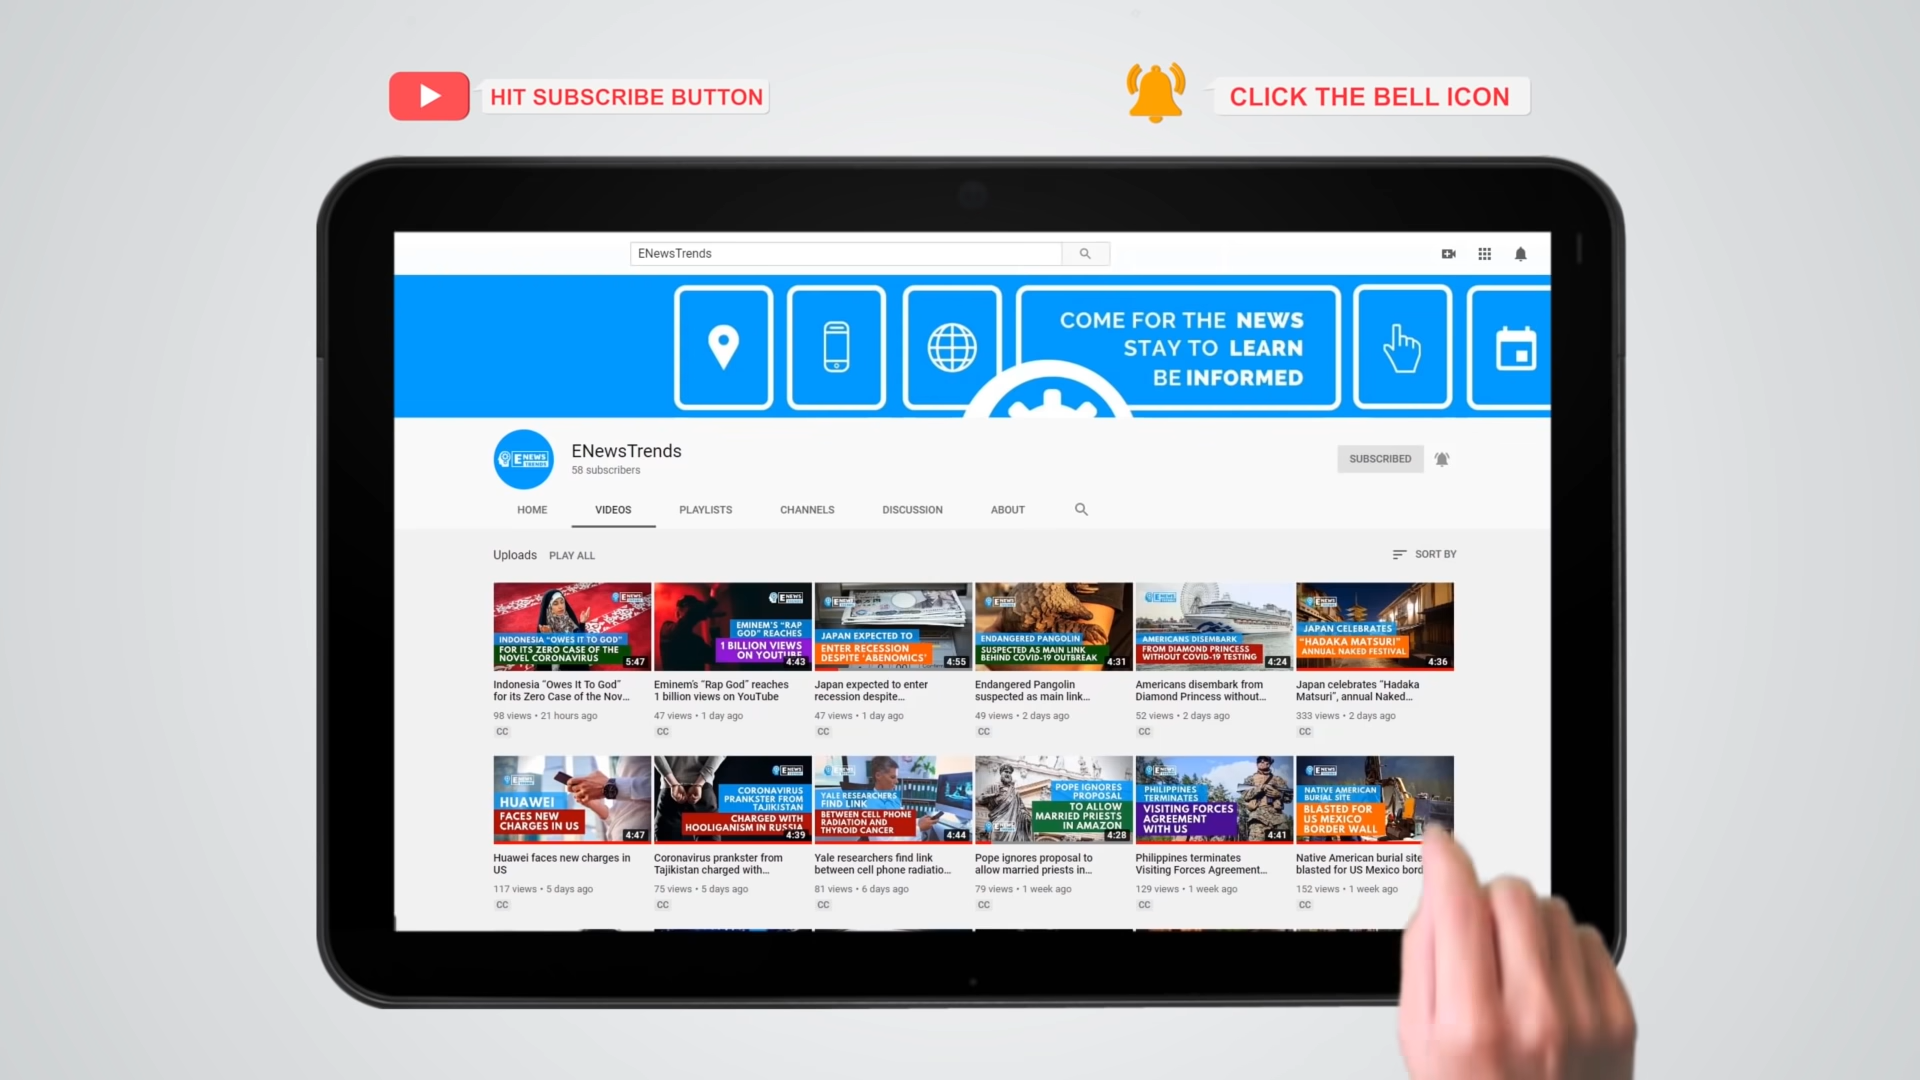 HIT SUBSCRIBE BUTTON
CLICK THE BELL ICON
ENewsTrends
COME FOR THE NEWS
STAY TO LEARN
BE INFORMED
E NEWS
TRENDS
ENewsTrends
58 subscribers
SUBSCRIBED
HOME VIDEOS PLAYLISTS CHANNELS DISCUSSION ABOUT
Uploads PLAY ALL
SORT BY
INDONESIA "OWES IT TO GOD"
FOR ITS ZERO CASE OF THE
NOVEL CORONAVIRUS
5:47
EMINEM'S "RAP
GOD" REACHES
1 BILLION VIEWS
ON YOUTUBE
4:43
JAPAN EXPECTED TO
ENTER RECESSION
DESPITE 'ABENOMICS'
4:55
ENDANGERED PANGOLIN
SUSPECTED AS MAIN LINK
BEHIND COVID-19 OUTBREAK
4:31
AMERICANS DISEMBARK
FROM DIAMOND PRINCESS
WITHOUT COVID-19 TESTING
4:24
JAPAN CELEBRATES
"HADAKA MATSURI"
ANNUAL NAKED FESTIVAL
4:36
Indonesia "Owes It To God"
for its Zero Case of the Nov...
98 views • 21 hours ago
CC
Eminem's "Rap God" reaches
1 billion views on YouTube
47 views • 1 day ago
CC
Japan expected to enter
recession despite...
47 views • 1 day ago
CC
Endangered Pangolin
suspected as main link...
49 views • 2 days ago
CC
Americans disembark from
Diamond Princess without...
52 views • 2 days ago
CC
Japan celebrates "Hadaka
Matsuri", annual Naked...
333 views • 2 days ago
CC
HUAWEI
FACES NEW
CHARGES IN US
4:47
CORONAVIRUS
PRANKSTER FROM
TAJIKISTAN
CHARGED WITH
HOOLIGANISM IN RUSSIA
4:39
YALE RESEARCHERS
FIND LINK
BETWEEN CELL PHONE
RADIATION AND
THYROID CANCER
4:44
POPE IGNORES
PROPOSAL
TO ALLOW
MARRIED PRIESTS
IN AMAZON
4:28
PHILIPPINES
TERMINATES
VISITING FORCES
AGREEMENT
WITH US
4:41
NATIVE AMERICAN
BURIAL SITE
BLASTED FOR
US MEXICO
BORDER WALL
Huawei faces new charges in
US
117 views • 5 days ago
CC
Coronavirus prankster from
Tajikistan charged with...
75 views • 5 days ago
CC
Yale researchers find link
between cell phone radiatio...
81 views • 6 days ago
CC
Pope ignores proposal to
allow married priests in...
79 views • 1 week ago
CC
Philippines terminates
Visiting Forces Agreement...
129 views • 1 week ago
CC
Native American burial site
blasted for US Mexico bord
152 views • 1 week ago
CC